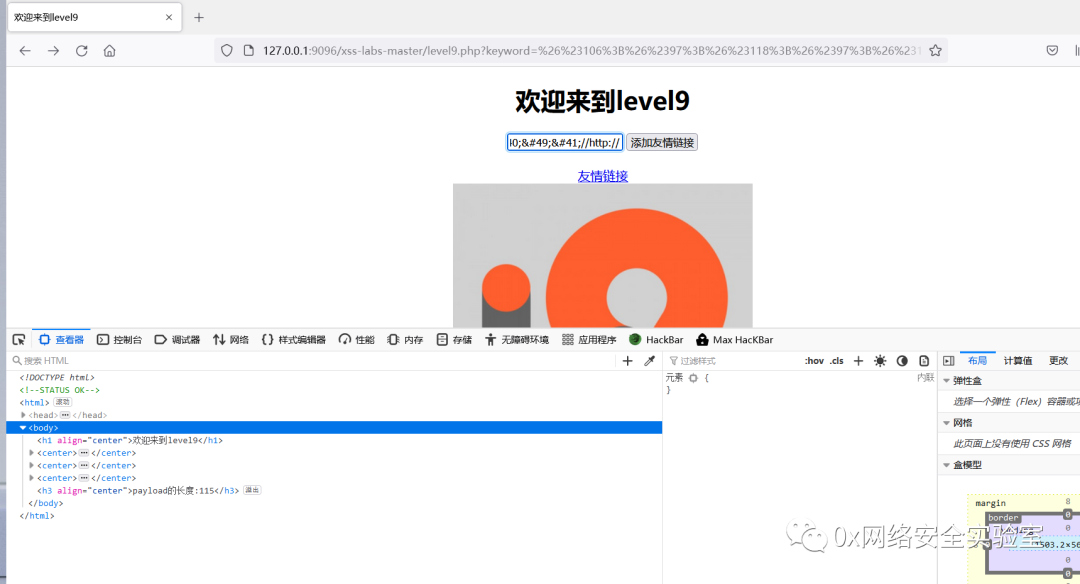 欢迎来到level9
127.0.0.1:9096/xss-labs-master/level9.php?keyword=%26%23106%3B%26%2397%3B%26%23118%3B%26%2397%3B%26%231
欢迎来到level9
i0;&#49;&#41;//http:// 添加友情链接
友情链接
查看器 控制台 调试器 网络 样式编辑器 性能 内存 存储 无障碍环境 应用程序 HackBar Max HacKBar
搜索 HTML 过滤样式 :hov .cls 布局 计算值 更改
<!DOCTYPE html>
<!--STATUS OK-->
<html> 滚动
<head> </head>
<body>
<h1 align="center">欢迎来到level9</h1>
<center> </center>
<center> </center>
<center> </center>
<h3 align="center">payload的长度:115</h3> 溢出
</body>
</html>
元素 { 内联
}
弹性盒
选择一个弹性（Flex）容器或
网格
此页面上没有使用 CSS 网格
盒模型
margin 8
border 0
0
1503.2×56
0
0
0x网络安全实验室